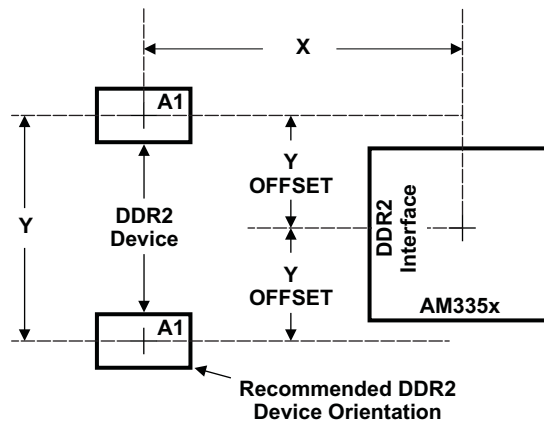 X
A1
Y
OFFSET
Y
DDR2
Device
DDR2
Interface
Y
OFFSET
A1
AM335x
Recommended DDR2
Device Orientation